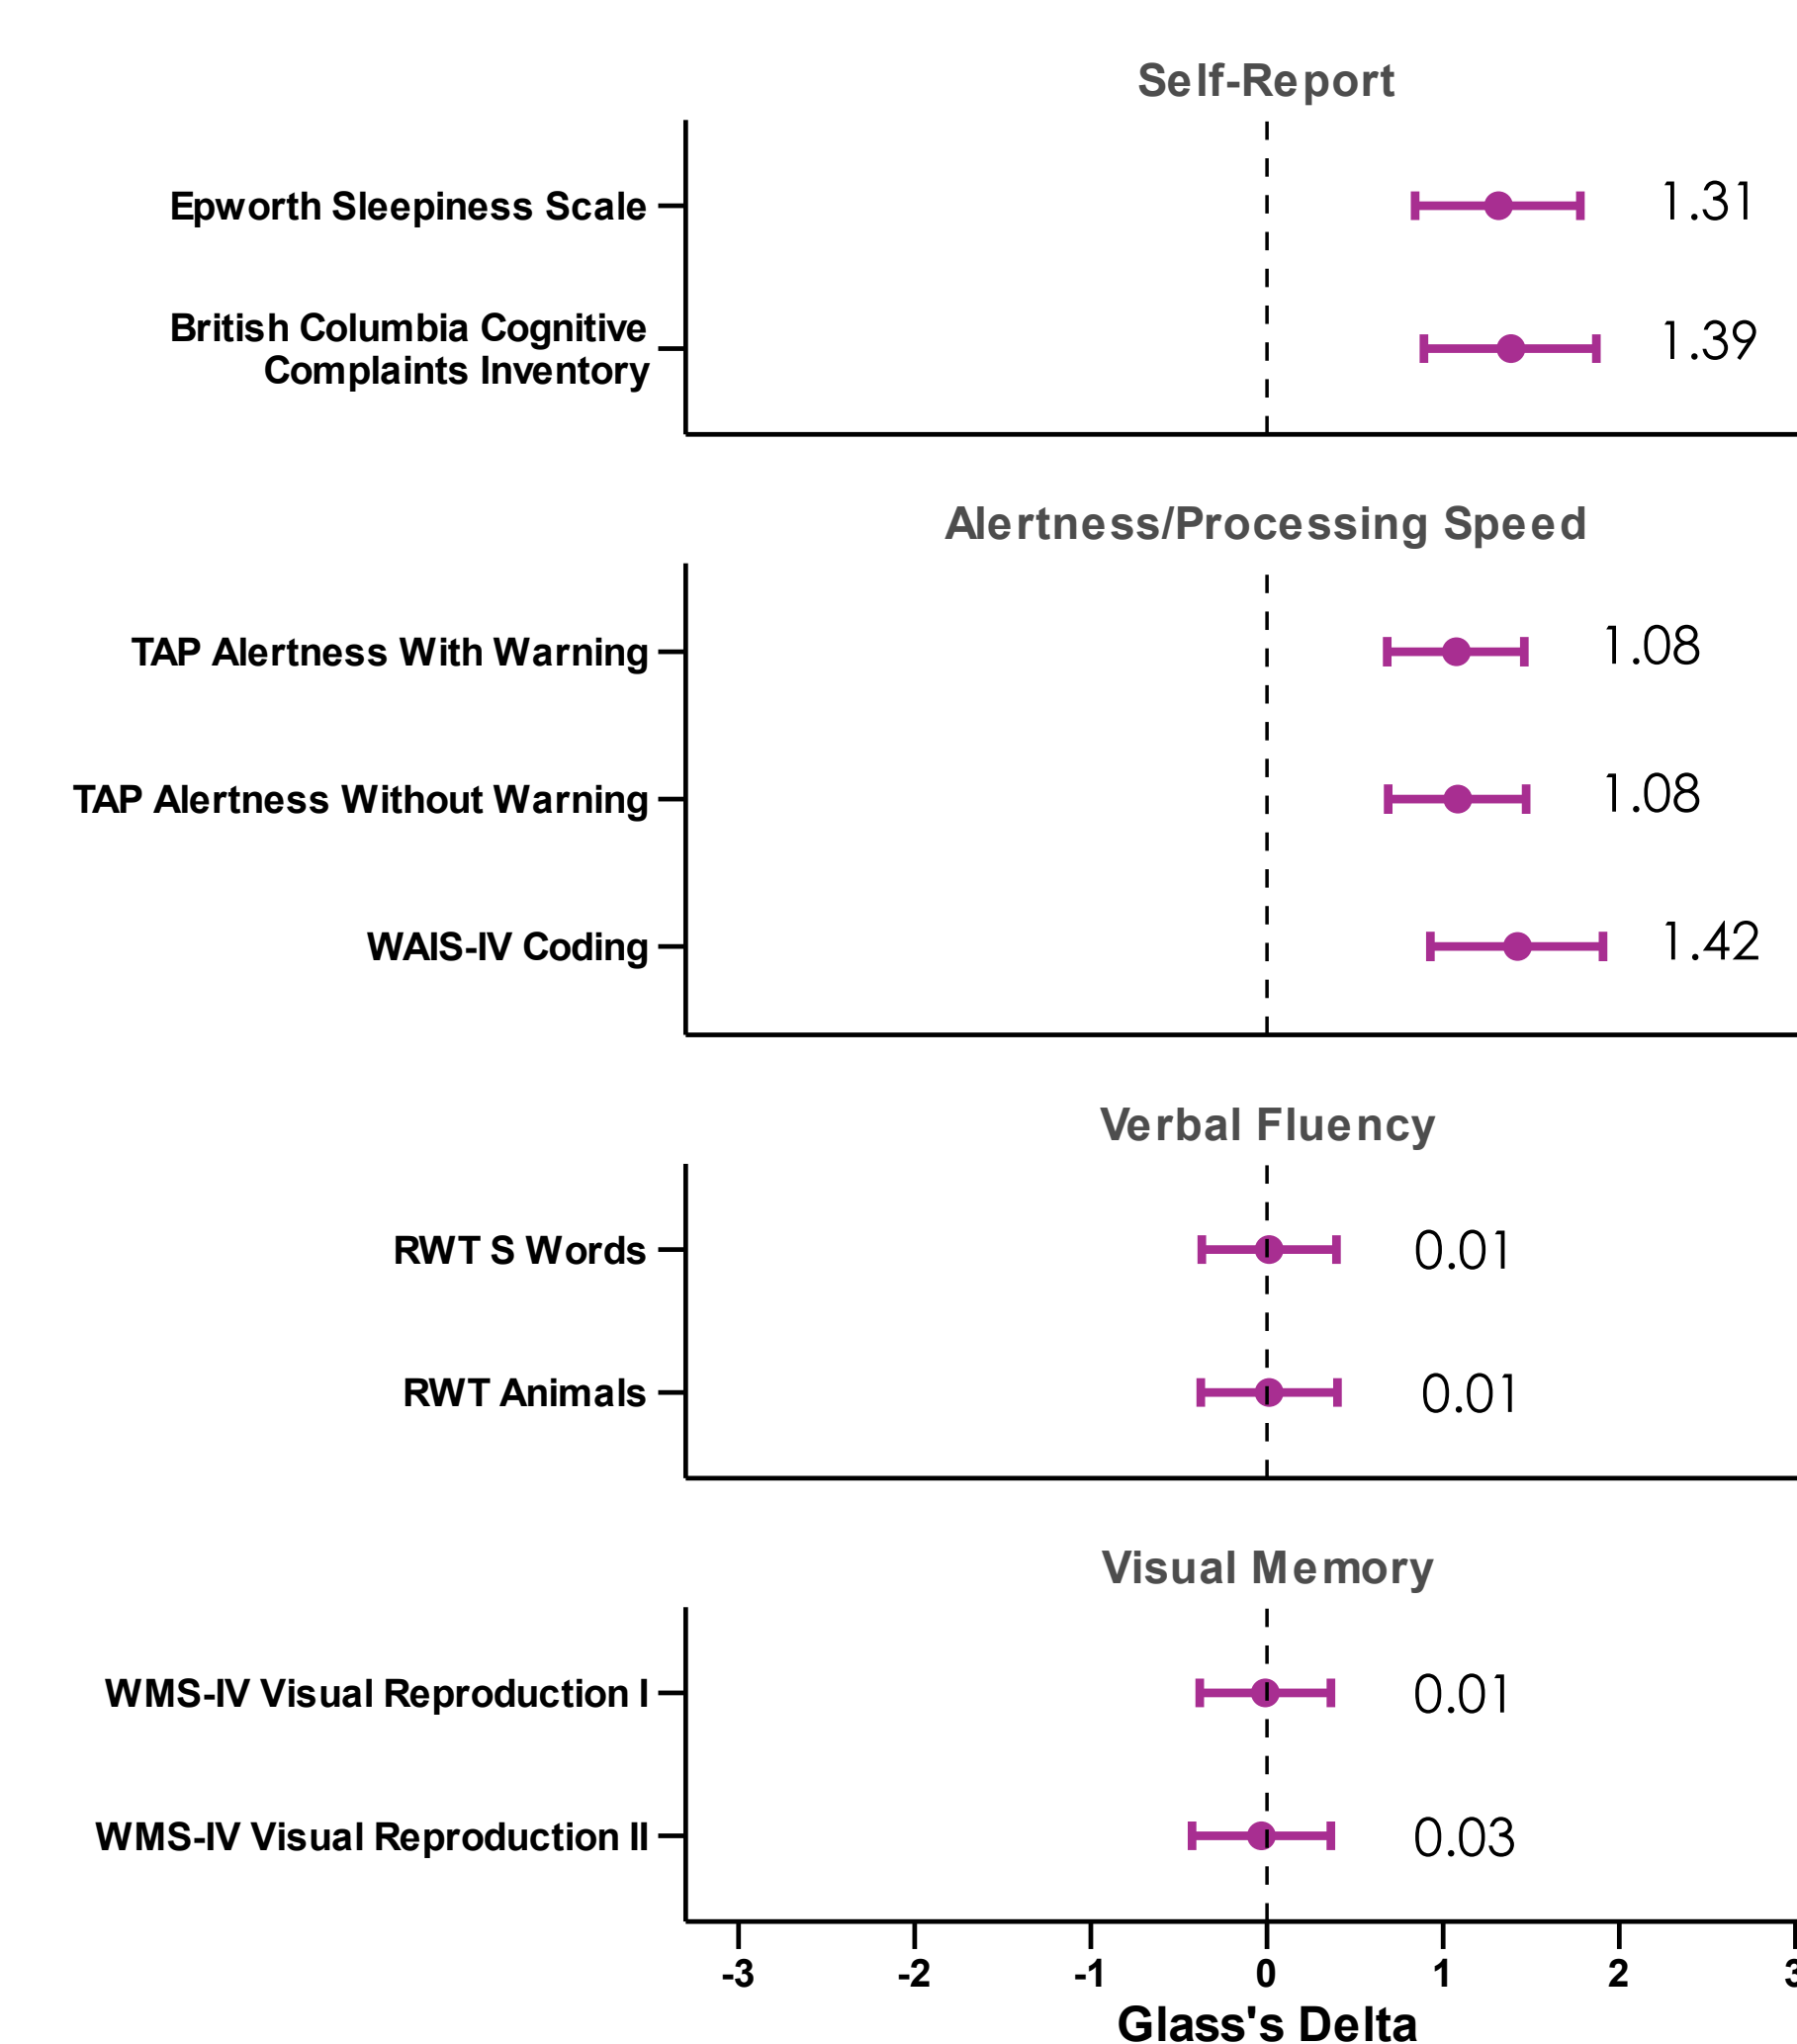 Self-Report
Epworth Sleepiness Scale
1.31
British Columbia Cognitive
Complaints Inventory
1.39
Alertness/Processing Speed
TAP Alertness With Warning
1.08
TAP Alertness Without Warning
1.08
WAIS-IV Coding
1.42
Verbal Fluency
RWT S Words
0.01
RWT Animals
0.01
Visual Memory
WMS-IV Visual Reproduction I
0.01
WMS-IV Visual Reproduction II
0.03
-3 -2 -1 0 1 2 3
Glass's Delta